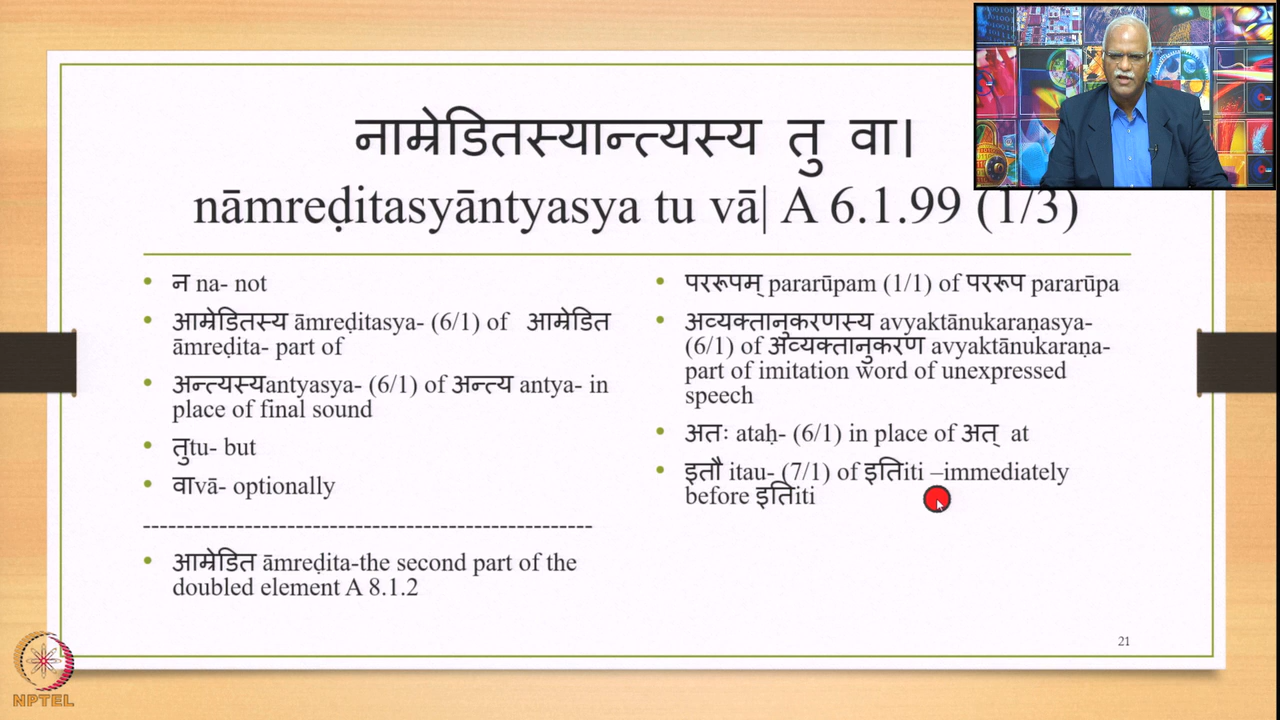 नाम्रेडितस्यान्त्यस्य तु वा।
nāmreḍitasyāntyasya tu vā| A 6.1.99 (1/3)
• न na- not
• आम्रेडितस्य āmreḍitasya- (6/1) of आम्रेडित
āmreḍita- part of
• अन्त्यस्यantyasya- (6/1) of अन्त्य antya- in
place of final sound
• तुtu- but
• वाvā- optionally
-----------------------------------------------------
• आम्रेडित āmreḍita-the second part of the
doubled element A 8.1.2
• पररूपम् pararūpam (1/1) of पररूप pararūpa
• अव्यक्तानुकरणस्य avyaktānukaraṇasya-
(6/1) of अव्यक्तानुकरण avyaktānukaraṇa-
part of imitation word of unexpressed
speech
• अतः ataḥ- (6/1) in place of अत् at
• इतौ itau- (7/1) of इतिiti –immediately
before इतिiti
21
NPTEL